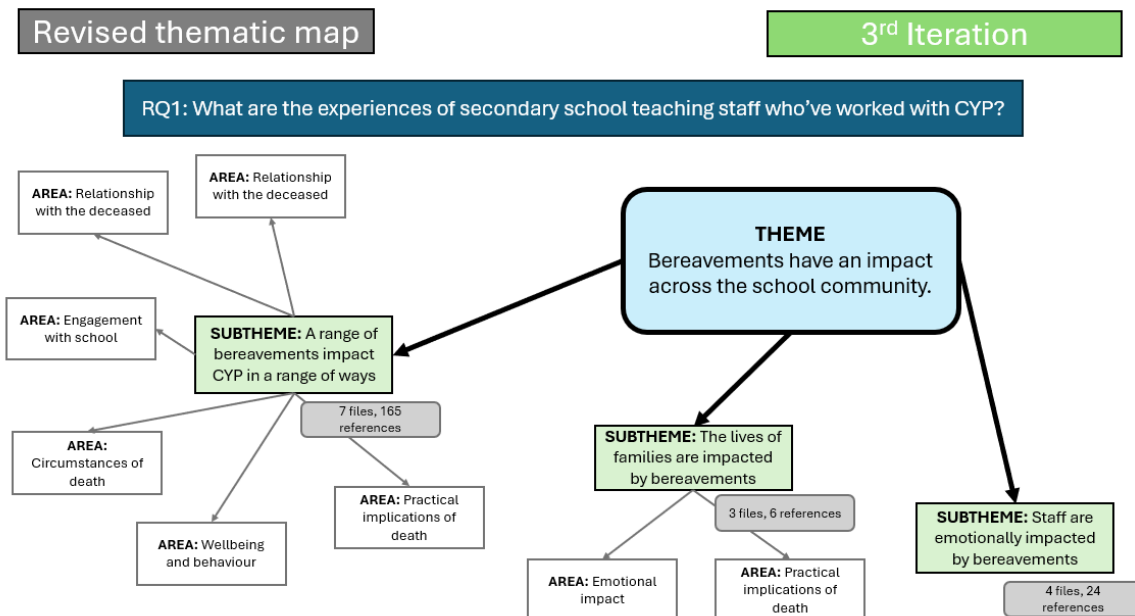 Revised thematic map
3rd Iteration
RQ1: What are the experiences of secondary school teaching staff who've worked with CYP?
AREA: Relationship
with the deceased
AREA: Relationship
with the deceased
THEME
Bereavements have an impact
across the school community.
AREA: Engagement
with school
SUBTHEME: A range of
bereavements impact
CYP in a range of ways
7 files, 165
references
AREA:
Circumstances of
death
AREA: Wellbeing
and behaviour
AREA: Practical
implications of
death
SUBTHEME: The lives of
families are impacted
by bereavements
3 files, 6 references
AREA: Emotional
impact
AREA: Practical
implications of
death
SUBTHEME: Staff are
emotionally impacted
by bereavements
4 files, 24
references